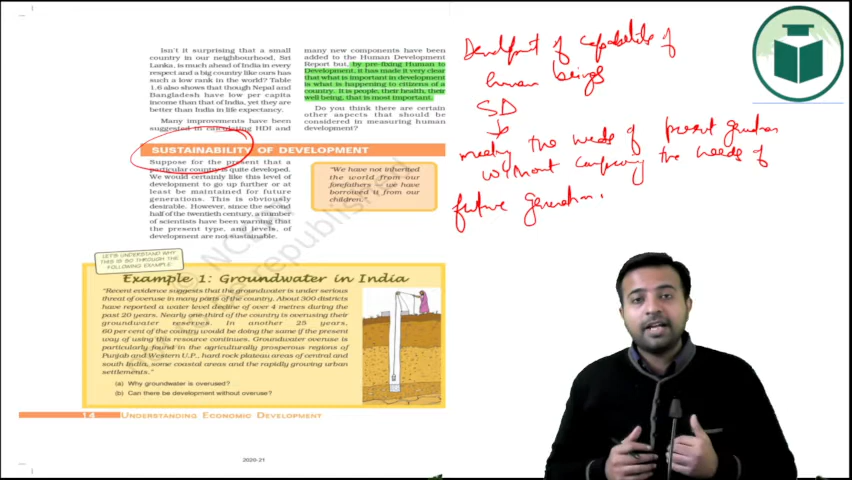 Isn't it surprising that a small
country in our neighbourhood, Sri
Lanka, is much ahead of India in every
respect and a big country like ours has
such a low rank in the world? Table
1.6 also shows that though Nepal and
Bangladesh have low per capita
income than that of India, yet they are
better than India in life expectancy.
Many improvements have been
suggested in calculating HDI and
many new components have been
added to the Human Development
Report but, by pre-fixing Human to
Development, it has made it very clear
that what is important in development
is what is happening to citizens of a
country. It is people, their health, their
well being, that is most important.
Do you think there are certain
other aspects that should be
considered in measuring human
development?
SUSTAINABILITY OF DEVELOPMENT
Suppose for the present that a
particular country is quite developed.
We would certainly like this level of
development to go up further or at
least be maintained for future
generations. This is obviously
desirable. However, since the second
half of the twentieth century, a number
of scientists have been warning that
the present type, and levels, of
development are not sustainable.
"We have not inherited
the world from our
forefathers – we have
borrowed it from our
children."
LET'S UNDERSTAND WHY
THIS IS SO THROUGH THE
FOLLOWING EXAMPLE:
Example 1: Groundwater in India
"Recent evidence suggests that the groundwater is under serious
threat of overuse in many parts of the country. About 300 districts
have reported a water level decline of over 4 metres during the
past 20 years. Nearly one-third of the country is overusing their
groundwater reserves. In another 25 years,
60 per cent of the country would be doing the same if the present
way of using this resource continues. Groundwater overuse is
particularly found in the agriculturally prosperous regions of
Punjab and Western U.P., hard rock plateau areas of central and
south India, some coastal areas and the rapidly growing urban
settlements."
(a) Why groundwater is overused?
(b) Can there be development without overuse?
14 UNDERSTANDING ECONOMIC DEVELOPMENT
2020-21
of capabilities of
human beings
SD
meeting the needs of present generation
without the needs of
future generation.